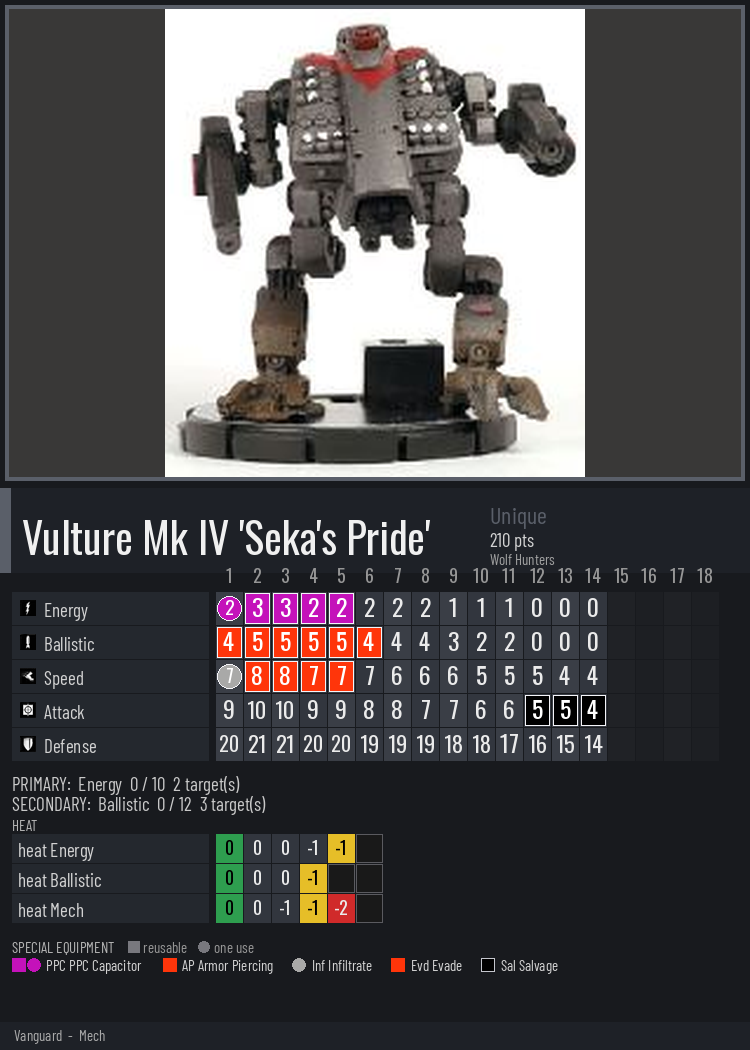 Vulture Mk IV 'Seka's Pride'
Unique
210 pts
Wolf Hunters
1 2 3 4 5 6 7 8 9 10 11 12 13 14 15 16 17 18
Energy 2 3 3 2 2 2 2 2 1 1 1 0 0 0
Ballistic 4 5 5 5 5 4 4 4 3 2 2 0 0 0
Speed 7 8 8 7 7 7 6 6 6 5 5 5 4 4
Attack 9 10 10 9 9 8 8 7 7 6 6 5 5 4
Defense 20 21 21 20 20 19 19 19 18 18 17 16 15 14
PRIMARY: Energy 0 / 10 2 target(s)
SECONDARY: Ballistic 0 / 12 3 target(s)
HEAT
heat Energy 0 0 0 -1 -1
heat Ballistic 0 0 0 -1
heat Mech 0 0 -1 -1 -2
SPECIAL EQUIPMENT reusable one use
PPC PPC Capacitor AP Armor Piercing Inf Infiltrate Evd Evade Sal Salvage
Vanguard - Mech